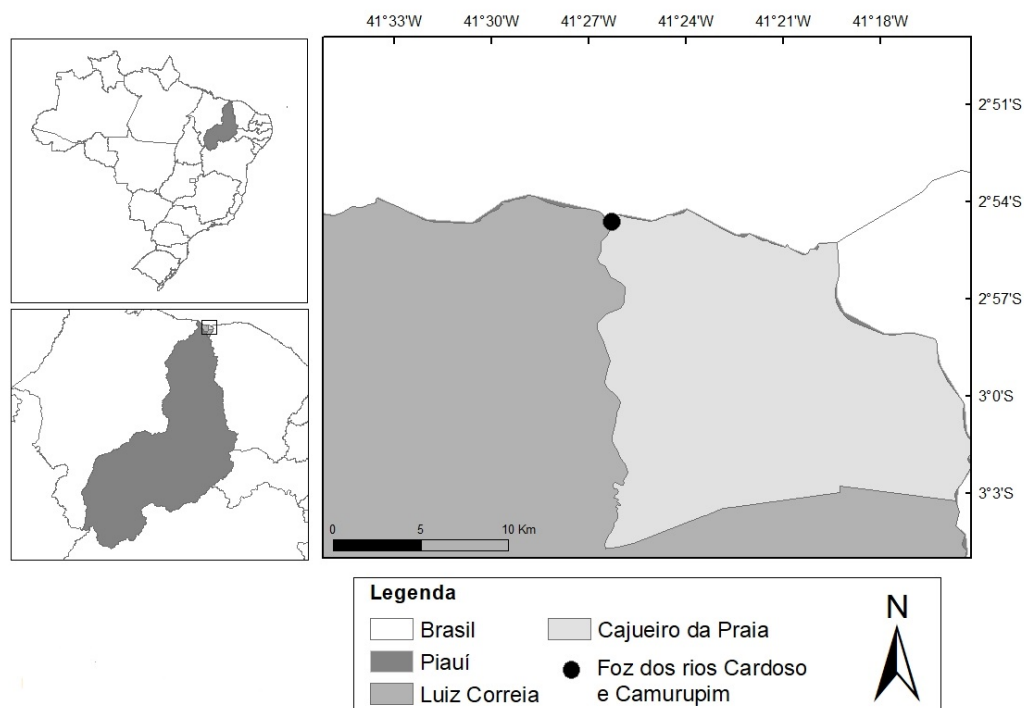 41°33'W 41°30'W 41°27'W 41°24'W 41°21'W 41°18'W
2°51'S
2°54'S
2°57'S
3°0'S
3°3'S
0 5 10 Km
Legenda
Brasil
Piauí
Luiz Correia
Cajueiro da Praia
Foz dos rios Cardoso
e Camurupim
N